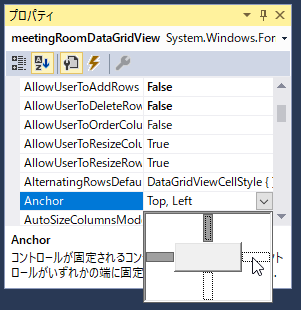 プロパティ
meetingRoomDataGridView System.Windows.For
AllowUserToAddRows False
AllowUserToDeleteRow False
AllowUserToOrderColu False
AllowUserToResizeColu True
AllowUserToResizeRow True
AlternatingRowsDefau DataGridViewCellStyle {
Anchor Top, Left
AutoSizeColumnsMod
Anchor
コントロールが固定されるコン
ロールがいずれかの端に固定